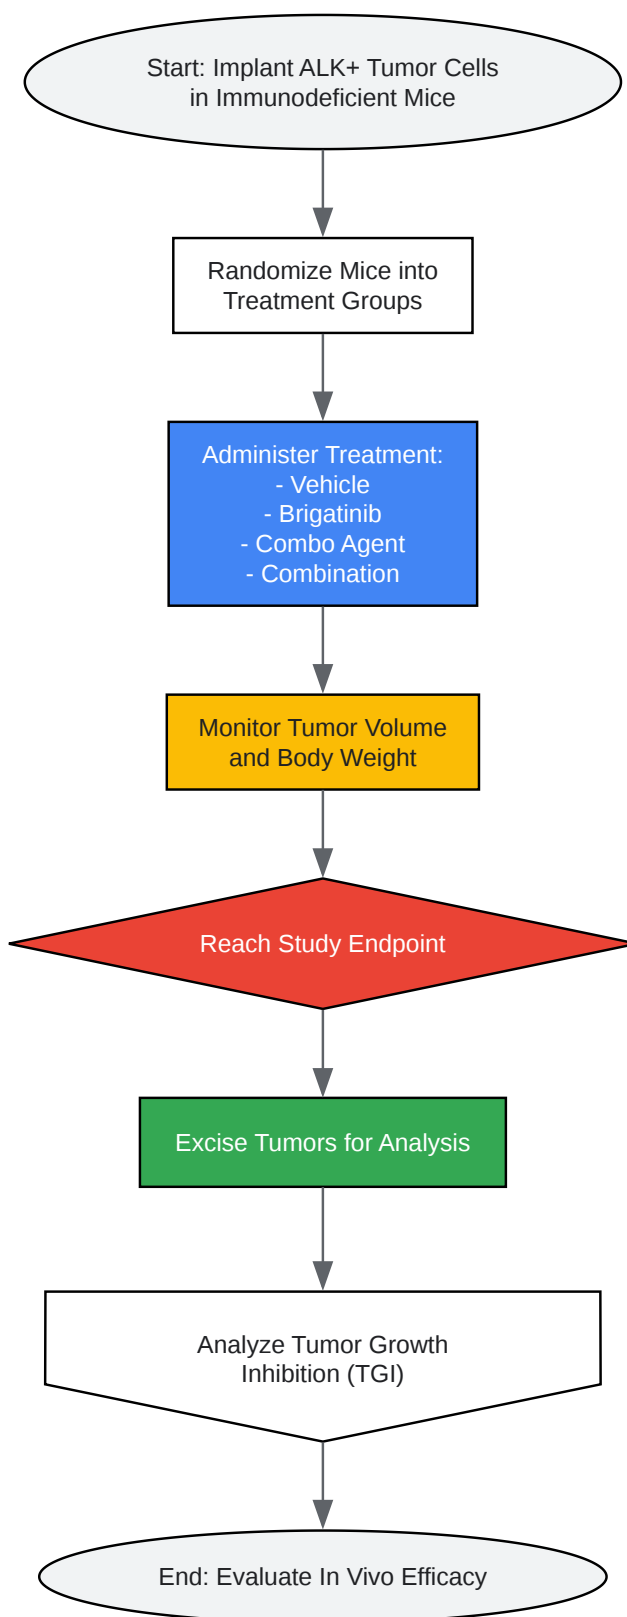 Start: Implant ALK+ Tumor Cells
in Immunodeficient Mice
Randomize Mice into
Treatment Groups
Administer Treatment:
- Vehicle
- Brigatinib
- Combo Agent
- Combination
Monitor Tumor Volume
and Body Weight
Reach Study Endpoint
Excise Tumors for Analysis
Analyze Tumor Growth
Inhibition (TGI)
End: Evaluate In Vivo Efficacy